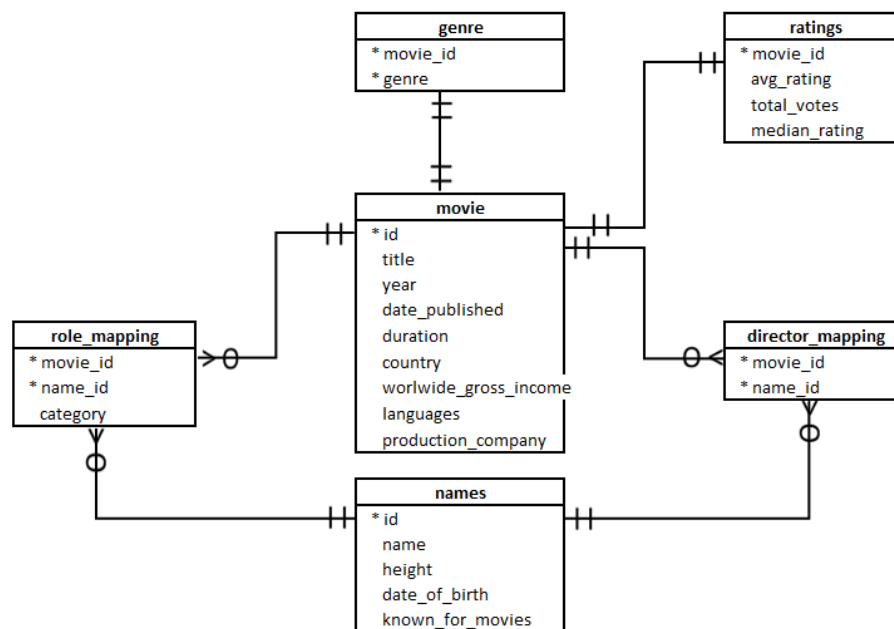 genre
* movie_id
* genre
ratings
* movie_id
avg_rating
total_votes
median_rating
movie
* id
title
year
date_published
duration
country
worlwide_gross_income
languages
production_company
role_mapping
* movie_id
* name_id
category
director_mapping
* movie_id
* name_id
names
* id
name
height
date_of_birth
known_for_movies